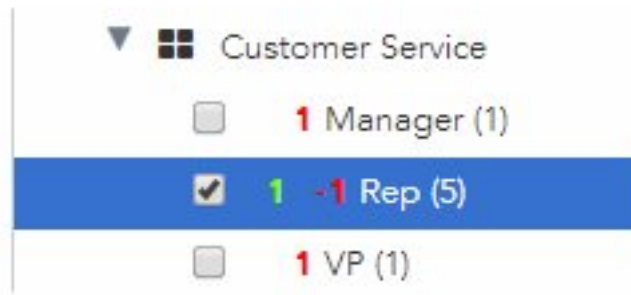 Customer Service
1 Manager (1)
1 -1 Rep (5)
1 VP (1)